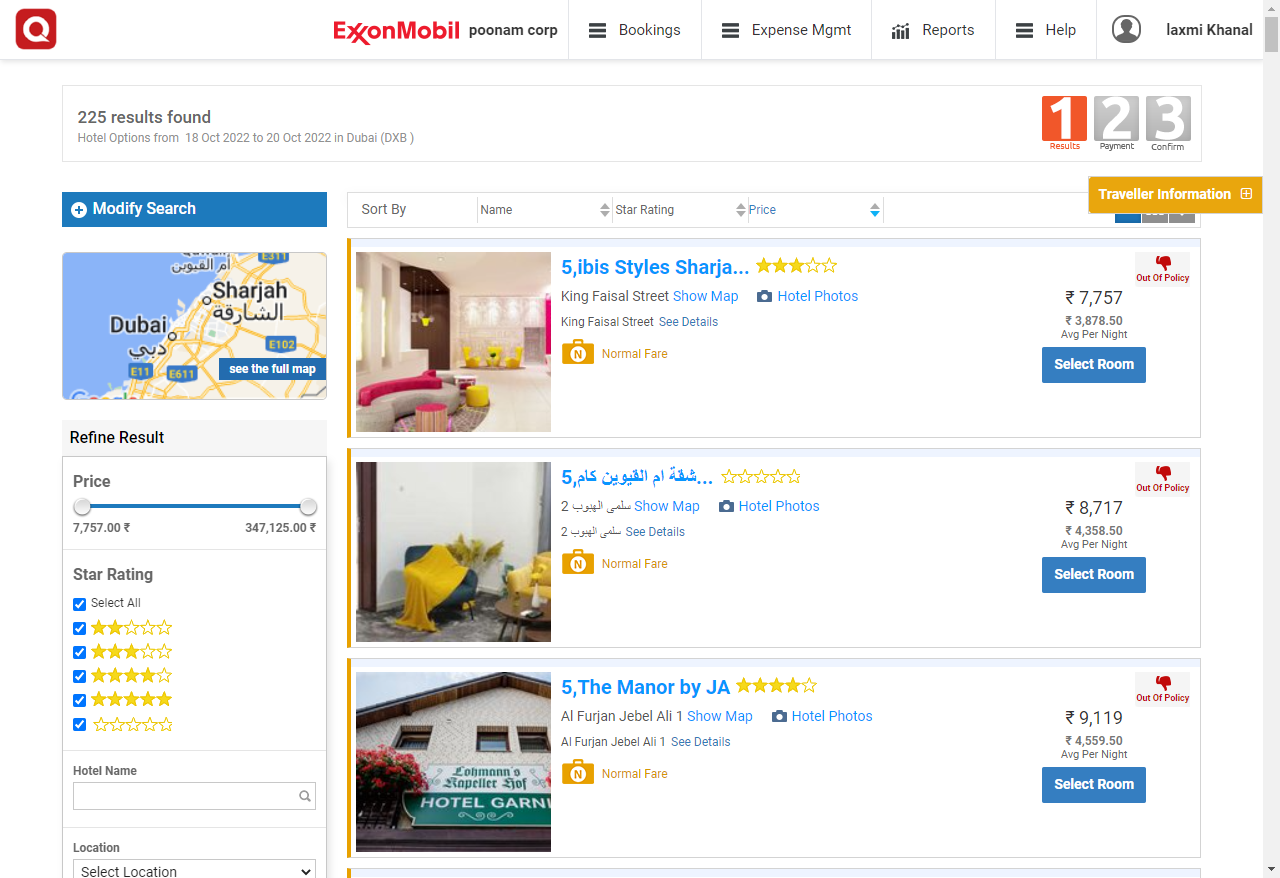 Q
ExxonMobil poonam corp Bookings Expense Mgmt Reports Help laxmi Khanal
225 results found
Hotel Options from 18 Oct 2022 to 20 Oct 2022 in Dubai (DXB )
1 2 3
Results Payment Confirm
Traveller Information
Modify Search
Sort By Name Star Rating Price
E311
أم القيوين
Sharjah
الشارقة
Dubai
دبي
E102
E11 E611
see the full map
Google
Refine Result
Price
7,757.00 ₹ 347,125.00 ₹
Star Rating
Select All
Hotel Name
Location
Select Location
5,ibis Styles Sharja...
King Faisal Street Show Map Hotel Photos
King Faisal Street See Details
N Normal Fare
Out Of Policy
₹ 7,757
₹ 3,878.50
Avg Per Night
Select Room
5,شقة ام القيوين كام...
سلمى الهبوب 2 Show Map Hotel Photos
سلمى الهبوب 2 See Details
N Normal Fare
Out Of Policy
₹ 8,717
₹ 4,358.50
Avg Per Night
Select Room
5,The Manor by JA
Al Furjan Jebel Ali 1 Show Map Hotel Photos
Al Furjan Jebel Ali 1 See Details
N Normal Fare
Lohmann's
Kapeller Hof
HOTEL GARNI
Out Of Policy
₹ 9,119
₹ 4,559.50
Avg Per Night
Select Room